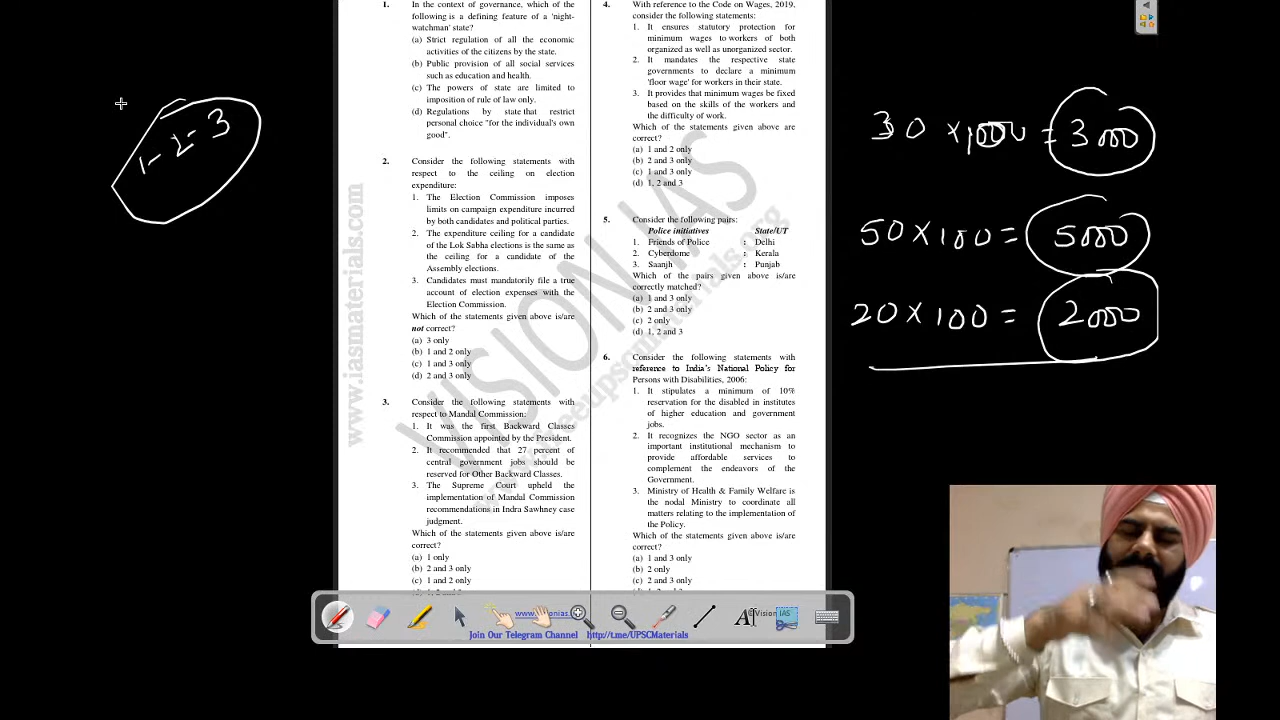 1.
In the context of governance, which of the
following is a defining feature of a 'night-
watchman' state?
(a) Strict regulation of all the economic
activities of the citizens by the state.
(b) Public provision of all social services
such as education and health.
(c) The powers of state are limited to
imposition of rule of law only.
(d) Regulations by state that restrict
personal choice "for the individual's own
good".
2.
Consider the following statements with
respect to the ceiling on election
expenditure:
1. The Election Commission imposes
limits on campaign expenditure incurred
by both candidates and political parties.
2. The expenditure ceiling for a candidate
of the Lok Sabha elections is the same as
the ceiling for a candidate of the
Assembly elections.
3. Candidates must mandatorily file a true
account of election expenses with the
Election Commission.
Which of the statements given above is/are
not correct?
(a) 3 only
(b) 1 and 2 only
(c) 1 and 3 only
(d) 2 and 3 only
3.
Consider the following statements with
respect to Mandal Commission:
1. It was the first Backward Classes
Commission appointed by the President.
2. It recommended that 27 percent of
central government jobs should be
reserved for Other Backward Classes.
3. The Supreme Court upheld the
implementation of Mandal Commission
recommendations in Indra Sawhney case
judgment.
Which of the statements given above is/are
correct?
(a) 1 only
(b) 2 and 3 only
(c) 1 and 2 only
4.
With reference to the Code on Wages, 2019,
consider the following statements:
1. It ensures statutory protection for
minimum wages to workers of both
organized as well as unorganized sector.
2. It mandates the respective state
governments to declare a minimum
'floor wage' for workers in their state.
3. It provides that minimum wages be fixed
based on the skills of the workers and
the difficulty of work.
Which of the statements given above are
correct?
(a) 1 and 2 only
(b) 2 and 3 only
(c) 1 and 3 only
(d) 1, 2 and 3
5.
Consider the following pairs:
Police initiatives State/UT
1. Friends of Police : Delhi
2. Cyberdome : Kerala
3. Saanjh : Punjab
Which of the pairs given above is/are
correctly matched?
(a) 1 and 3 only
(b) 2 and 3 only
(c) 2 only
(d) 1, 2 and 3
6.
Consider the following statements with
reference to India's National Policy for
Persons with Disabilities, 2006:
1. It stipulates a minimum of 10%
reservation for the disabled in institutes
of higher education and government
jobs.
2. It recognizes the NGO sector as an
important institutional mechanism to
provide affordable services to
complement the endeavors of the
Government.
3. Ministry of Health & Family Welfare is
the nodal Ministry to coordinate all
matters relating to the implementation of
the Policy.
Which of the statements given above is/are
correct?
(a) 1 and 3 only
(b) 2 only
(c) 2 and 3 only
www.iasmaterials.com
VISION IAS
1-2-3
= 3000
50 x 100 = 5000
20 x 100 = 2000
Vision IAS
Join Our Telegram Channel http://t.me/UPSCMaterials